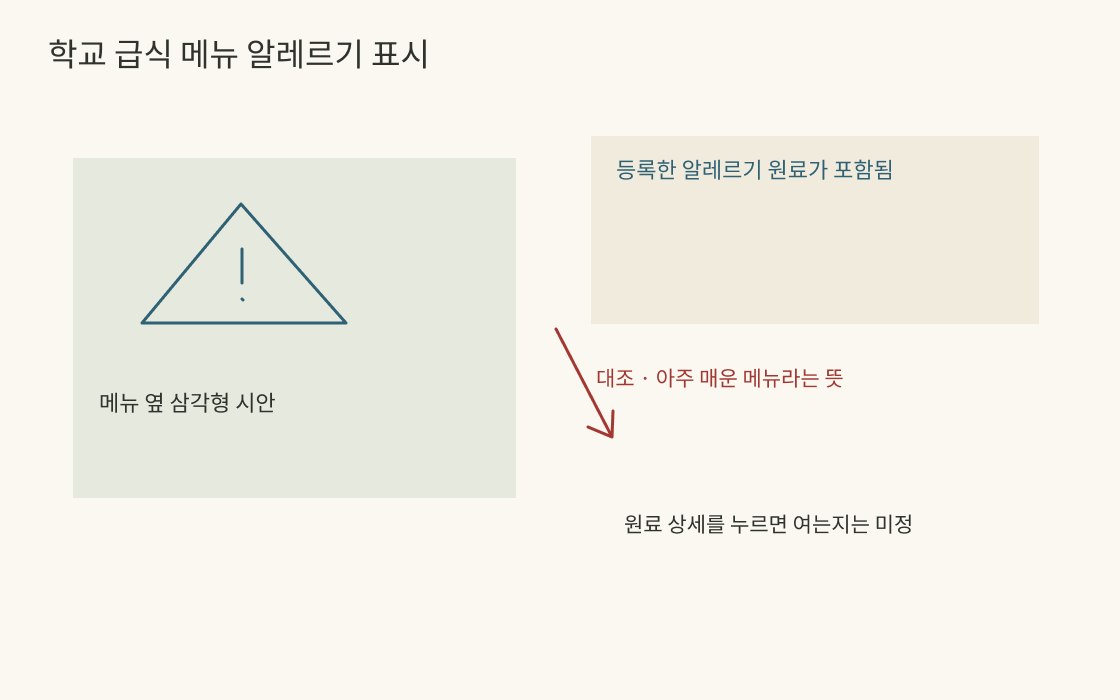 학교 급식 메뉴 알레르기 표시
등록한 알레르기 원료가 포함됨
!
대조 · 아주 매운 메뉴라는 뜻
메뉴 옆 삼각형 시안
원료 상세를 누르면 여는지는 미정